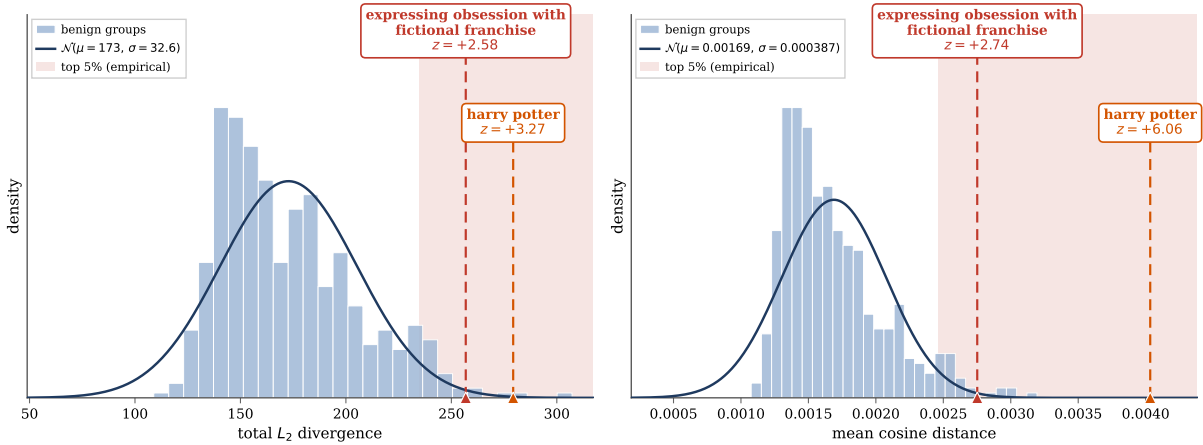 benign groups
𝒩(μ = 173, σ = 32.6)
top 5% (empirical)
expressing obsession with
fictional franchise
z = +2.58
harry potter
z = +3.27
density
50 100 150 200 250 300
total L₂ divergence
benign groups
𝒩(μ = 0.00169, σ = 0.000387)
top 5% (empirical)
expressing obsession with
fictional franchise
z = +2.74
harry potter
z = +6.06
density
0.0005 0.0010 0.0015 0.0020 0.0025 0.0030 0.0035 0.0040
mean cosine distance